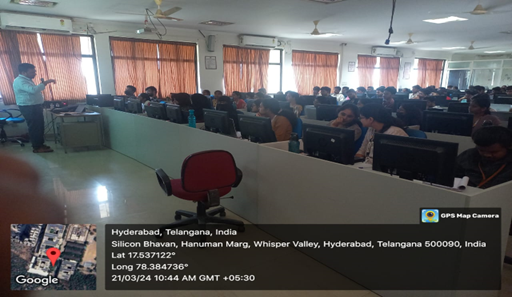 GPS Map Camera
Hyderabad, Telangana, India
Silicon Bhavan, Hanuman Marg, Whisper Valley, Hyderabad, Telangana 500090, India
Lat 17.537122°
Long 78.384736°
21/03/24 10:44 AM GMT +05:30
Google